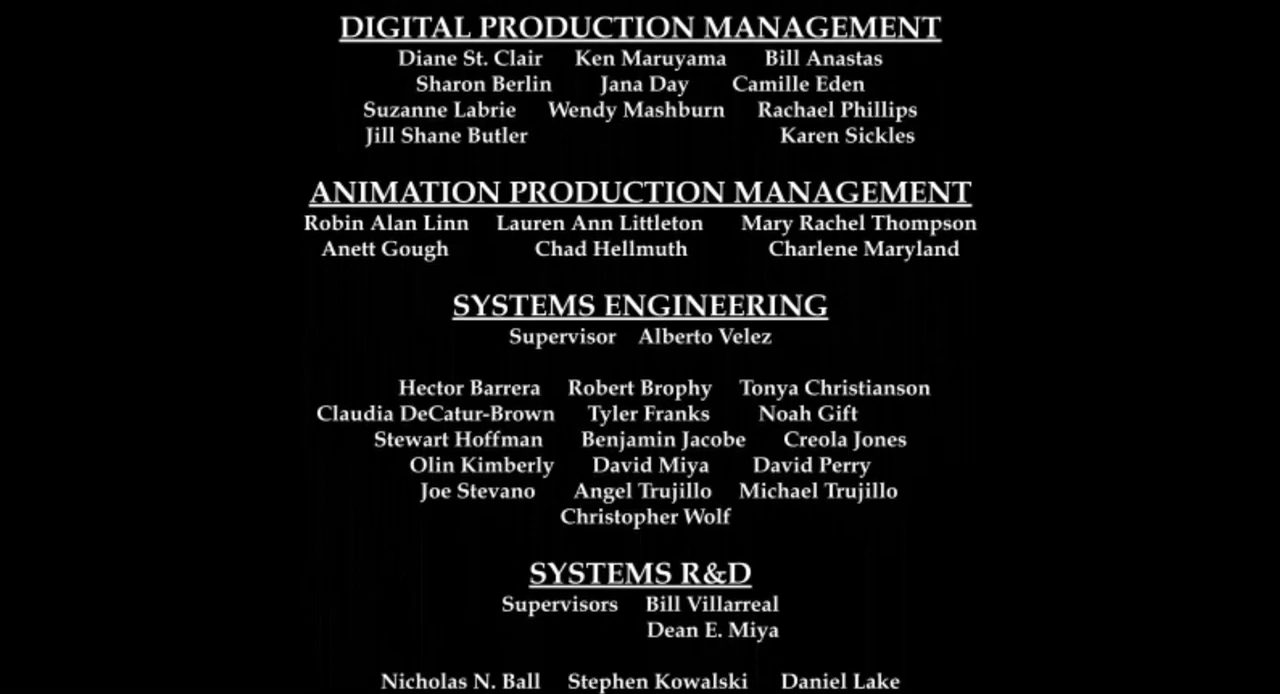 DIGITAL PRODUCTION MANAGEMENT
Diane St. Clair Ken Maruyama Bill Anastas
Sharon Berlin Jana Day Camille Eden
Suzanne Labrie Wendy Mashburn Rachael Phillips
Jill Shane Butler Karen Sickles
ANIMATION PRODUCTION MANAGEMENT
Robin Alan Linn Lauren Ann Littleton Mary Rachel Thompson
Anett Gough Chad Hellmuth Charlene Maryland
SYSTEMS ENGINEERING
Supervisor Alberto Velez
Hector Barrera Robert Brophy Tonya Christianson
Claudia DeCatur-Brown Tyler Franks Noah Gift
Stewart Hoffman Benjamin Jacobe Creola Jones
Olin Kimberly David Miya David Perry
Joe Stevano Angel Trujillo Michael Trujillo
Christopher Wolf
SYSTEMS R&D
Supervisors Bill Villarreal
Dean E. Miya
Nicholas N. Ball Stephen Kowalski Daniel Lake